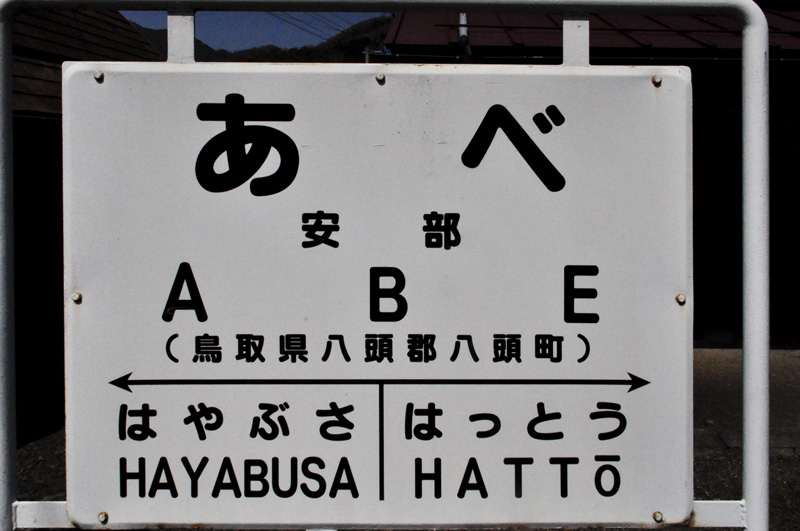 あべ
安部
ABE
(鳥取県八頭郡八頭町)
はやぶさ はっとう
HAYABUSA HATTō